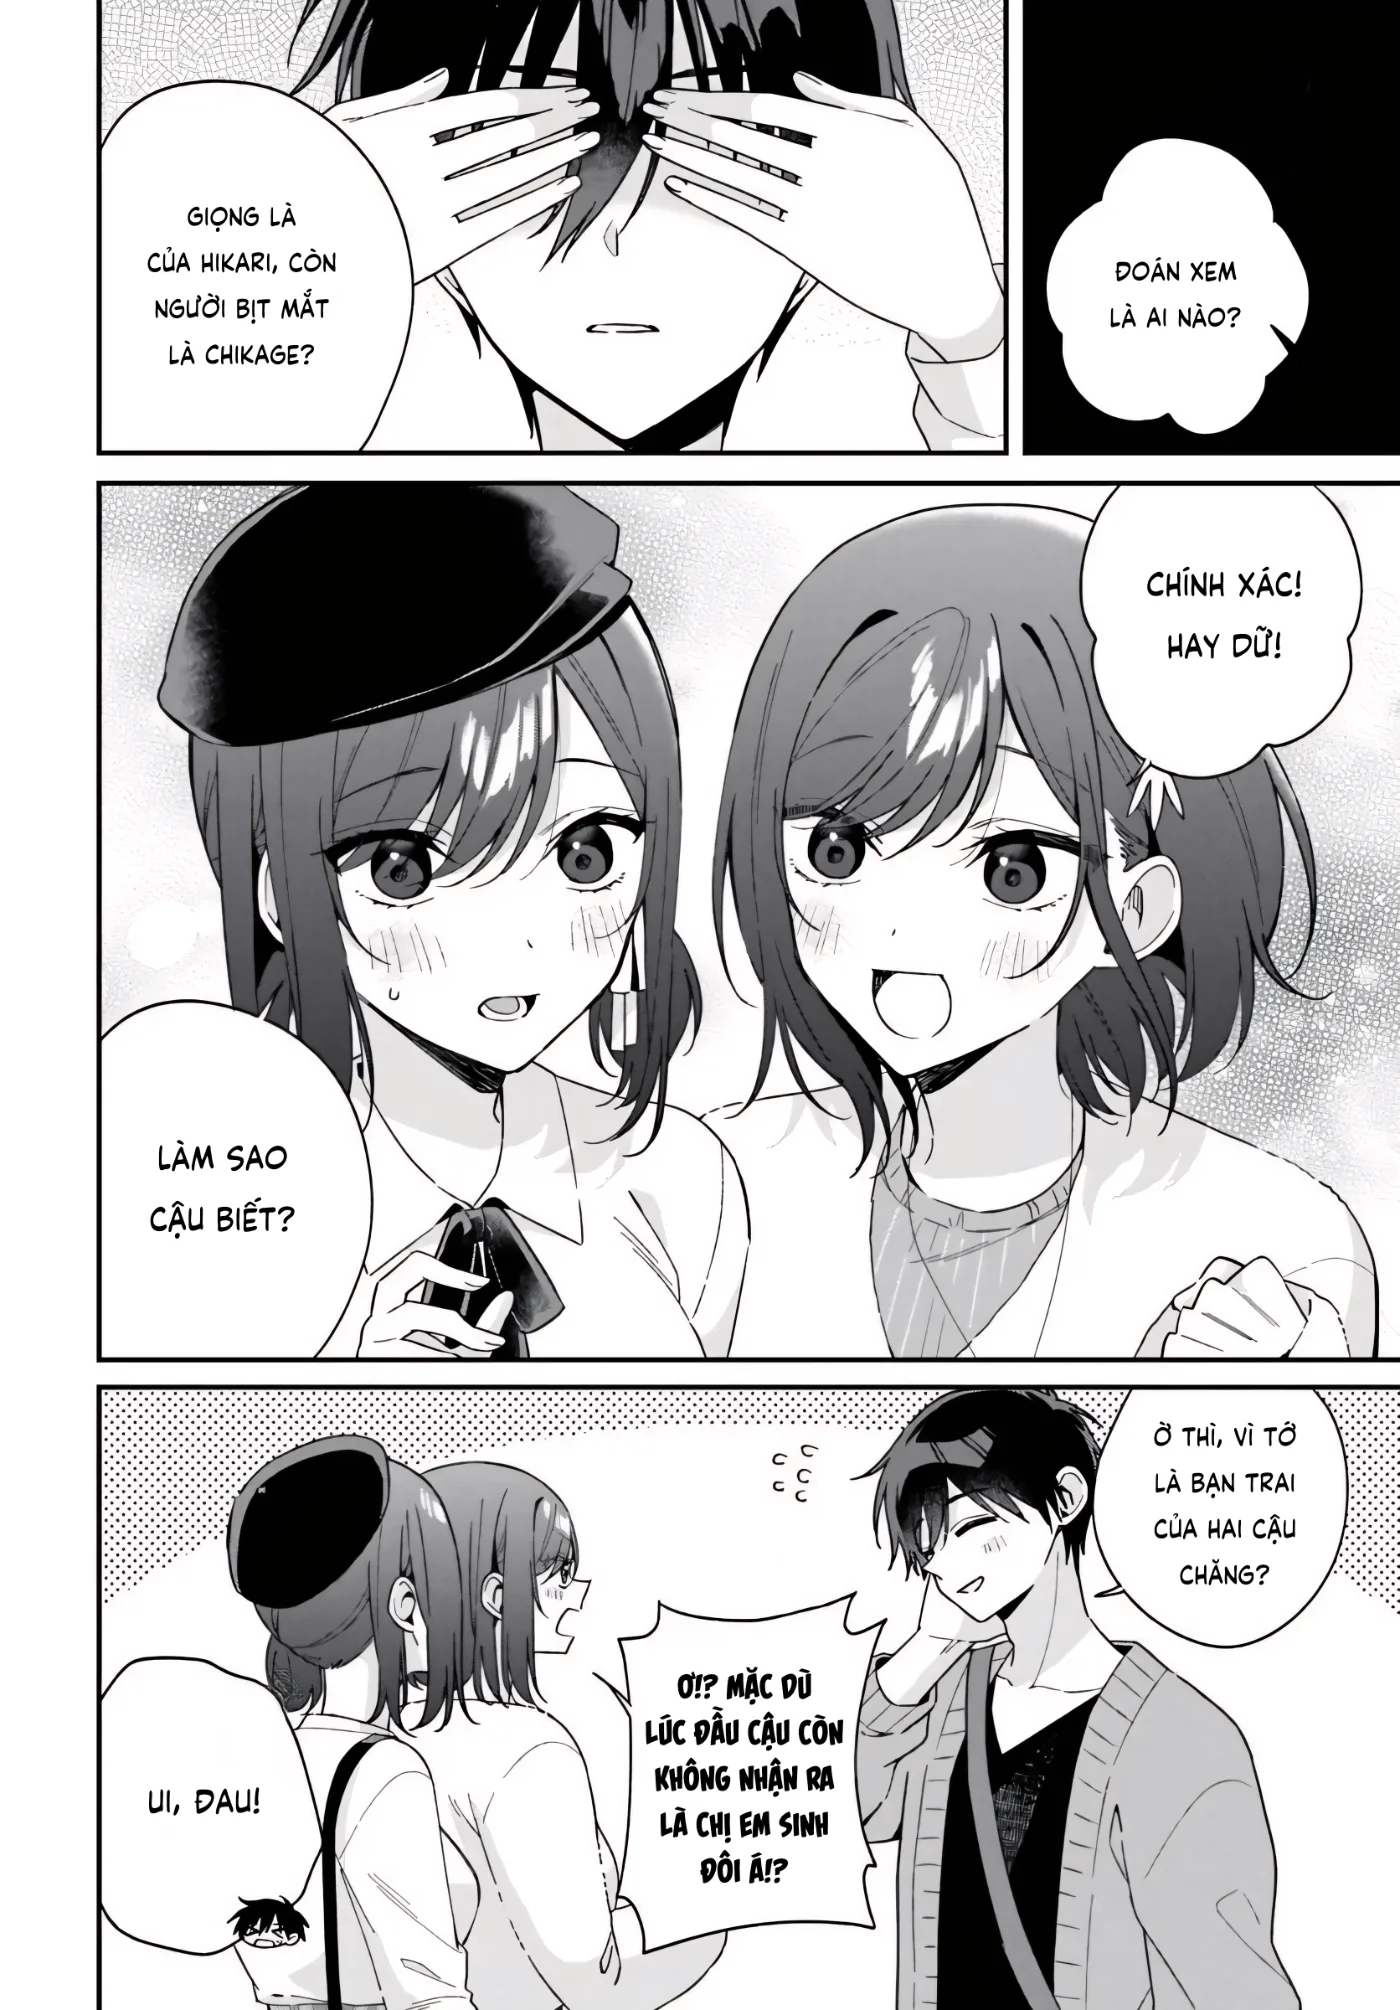 ĐOÁN XEM
LÀ AI NÀO?
GIỌNG LÀ
CỦA HIKARI, CÒN
NGƯỜI BỊT MẮT
LÀ CHIKAGE?
CHÍNH XÁC!
HAY DỮ!
LÀM SAO
CẬU BIẾT?
Ờ THÌ, VÌ TỚ
LÀ BẠN TRAI
CỦA HAI CẬU
CHĂNG?
Ơ!? MẶC DÙ
LÚC ĐẦU CẬU CÒN
KHÔNG NHẬN RA
LÀ CHỊ EM SINH
ĐÔI Á!?
UI, ĐAU!